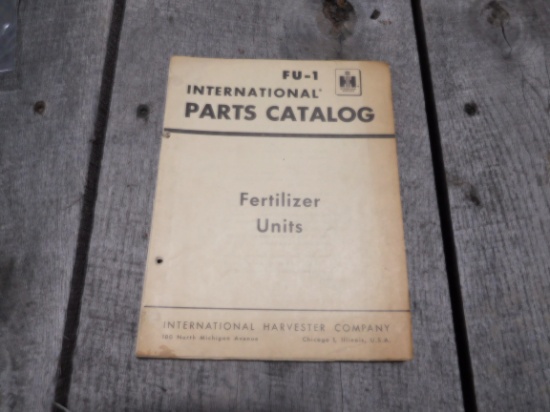 FU-1
INTERNATIONAL®
PARTS CATALOG
Fertilizer
Units
INTERNATIONAL HARVESTER COMPANY
180 North Michigan Avenue Chicago 1, Illinois, U.S.A.